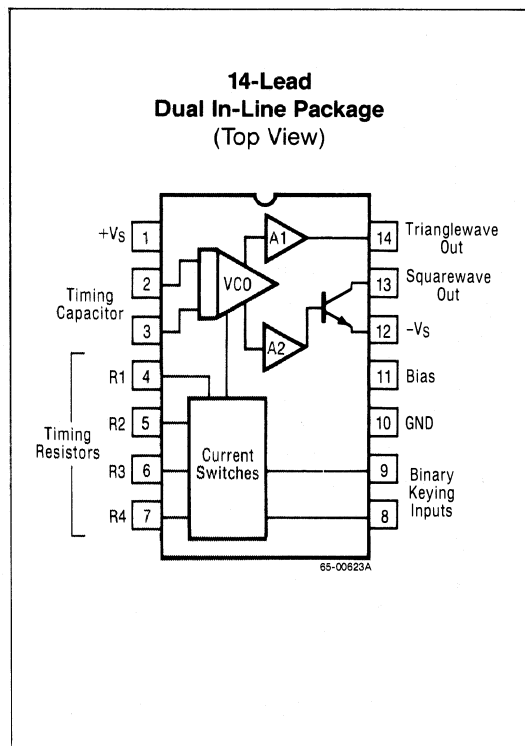 14-Lead
Dual In-Line Package
(Top View)
+VS 1
2
Timing
Capacitor
3
R1 4
R2 5
Timing
Resistors
R3 6
R4 7
VCO
A1
A2
Current
Switches
14 Trianglewave
Out
13 Squarewave
Out
12 -VS
11 Bias
10 GND
9 Binary
Keying
8 Inputs
65-00623A